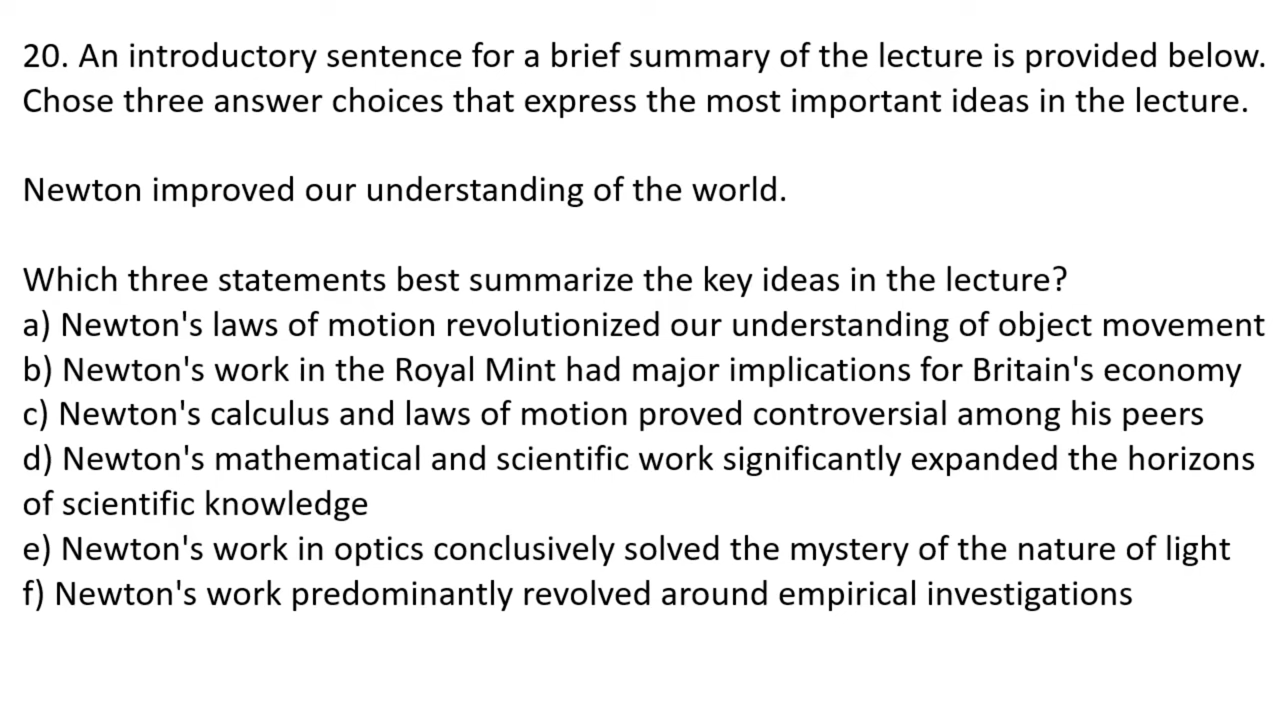 20. An introductory sentence for a brief summary of the lecture is provided below.
Chose three answer choices that express the most important ideas in the lecture.
Newton improved our understanding of the world.
Which three statements best summarize the key ideas in the lecture?
a) Newton's laws of motion revolutionized our understanding of object movement
b) Newton's work in the Royal Mint had major implications for Britain's economy
c) Newton's calculus and laws of motion proved controversial among his peers
d) Newton's mathematical and scientific work significantly expanded the horizons
of scientific knowledge
e) Newton's work in optics conclusively solved the mystery of the nature of light
f) Newton's work predominantly revolved around empirical investigations